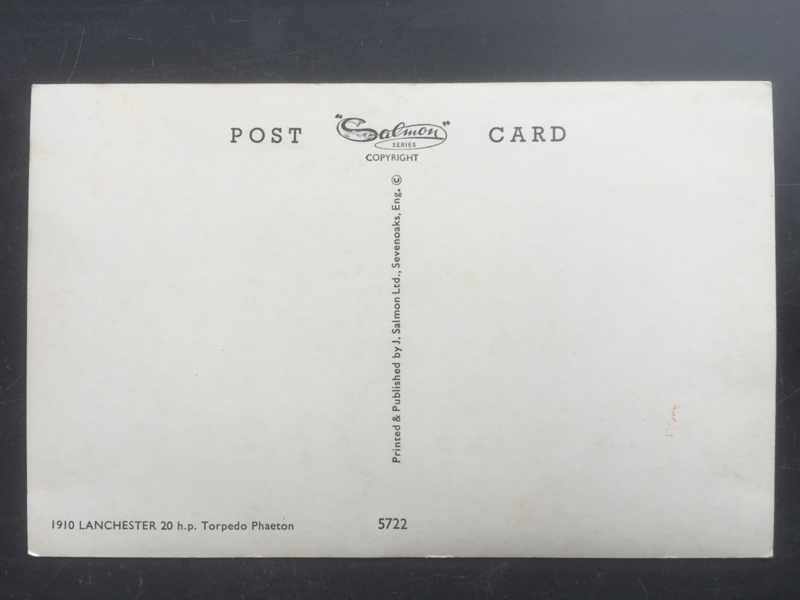 POST "Salmon" CARD
SERIES
COPYRIGHT
Printed & Published by J. Salmon Ltd., Sevenoaks, Eng. ©
1910 LANCHESTER 20 h.p. Torpedo Phaeton 5722